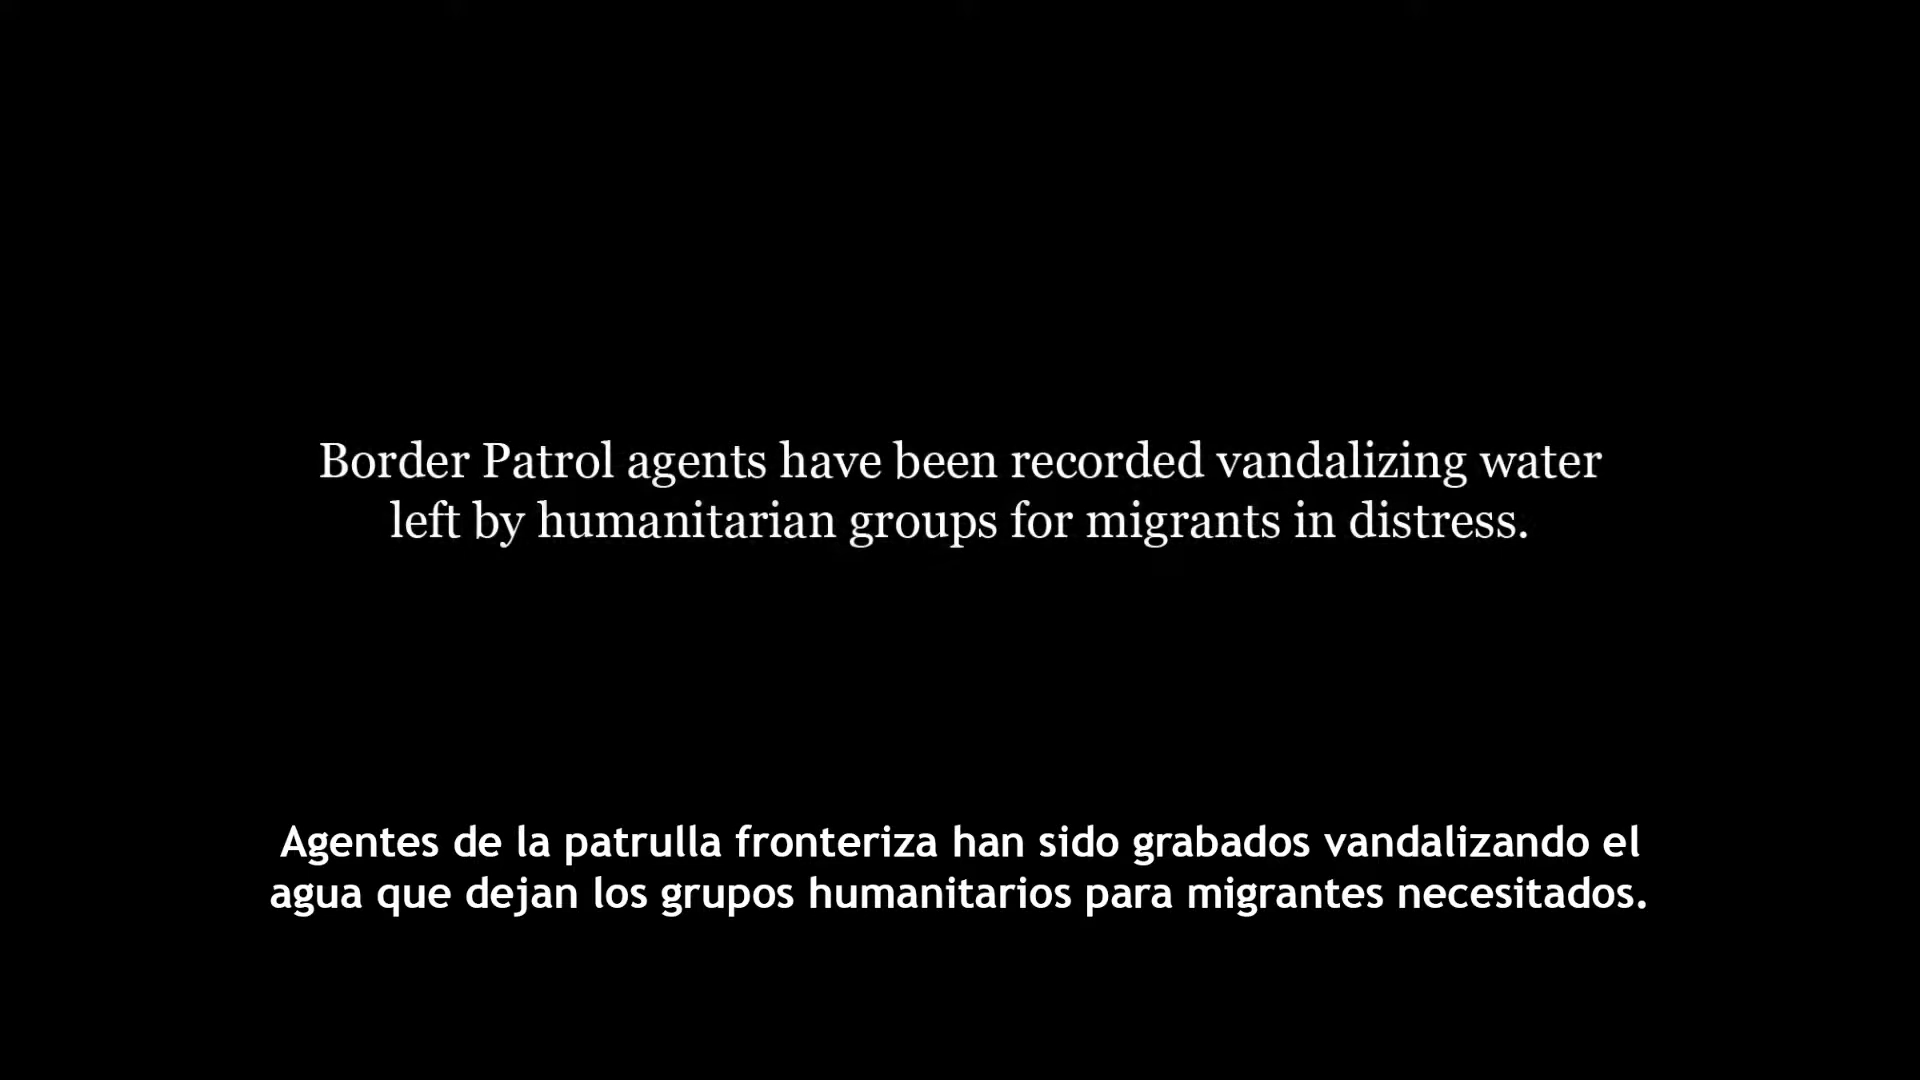 Border Patrol agents have been recorded vandalizing water
left by humanitarian groups for migrants in distress.
Agentes de la patrulla fronteriza han sido grabados vandalizando el
agua que dejan los grupos humanitarios para migrantes necesitados.